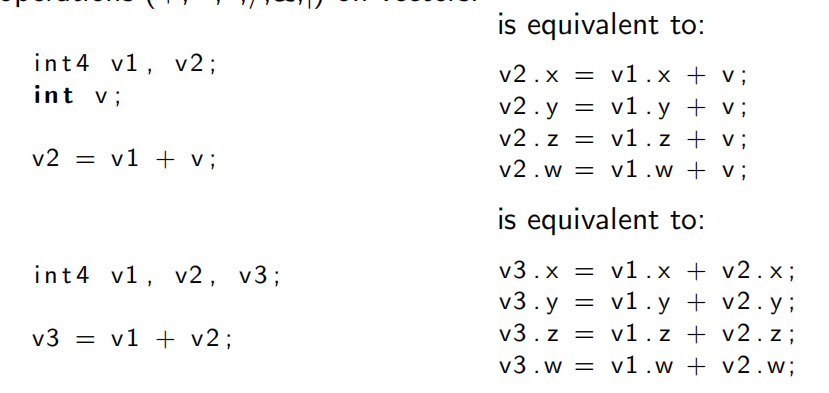 is equivalent to:
int4 v1, v2;
int v;
v2 = v1 + v;
v2.x = v1.x + v;
v2.y = v1.y + v;
v2.z = v1.z + v;
v2.w = v1.w + v;
is equivalent to:
int4 v1, v2, v3;
v3 = v1 + v2;
v3.x = v1.x + v2.x;
v3.y = v1.y + v2.y;
v3.z = v1.z + v2.z;
v3.w = v1.w + v2.w;